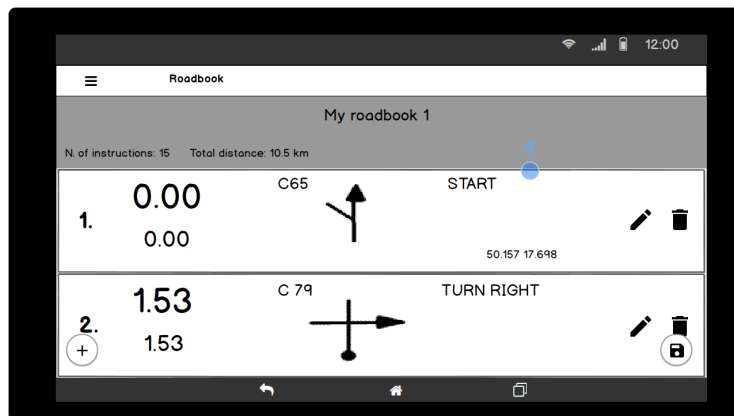 12:00
Roadbook
My roadbook 1
N. of instructions: 15 Total distance: 10.5 km
1.
0.00
0.00
C65
START
50.157 17.698
2.
1.53
1.53
C 79
TURN RIGHT